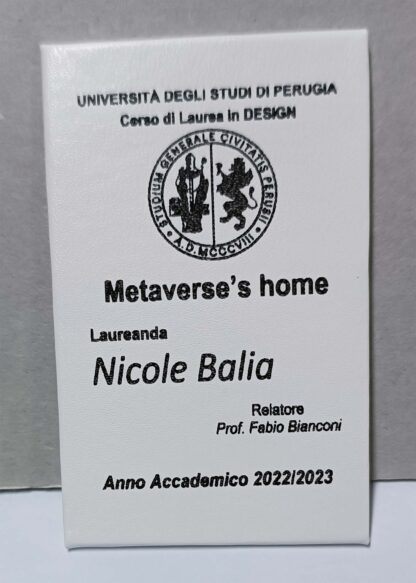 UNIVERSITÀ DEGLI STUDI DI PERUGIA
Corso di Laurea in DESIGN
STUDIUM GENERALE CIVITATIS PERUSII
A.D. MCCCVIII
Metaverse's home
Laureanda
Nicole Balia
Relatore
Prof. Fabio Bianconi
Anno Accademico 2022/2023